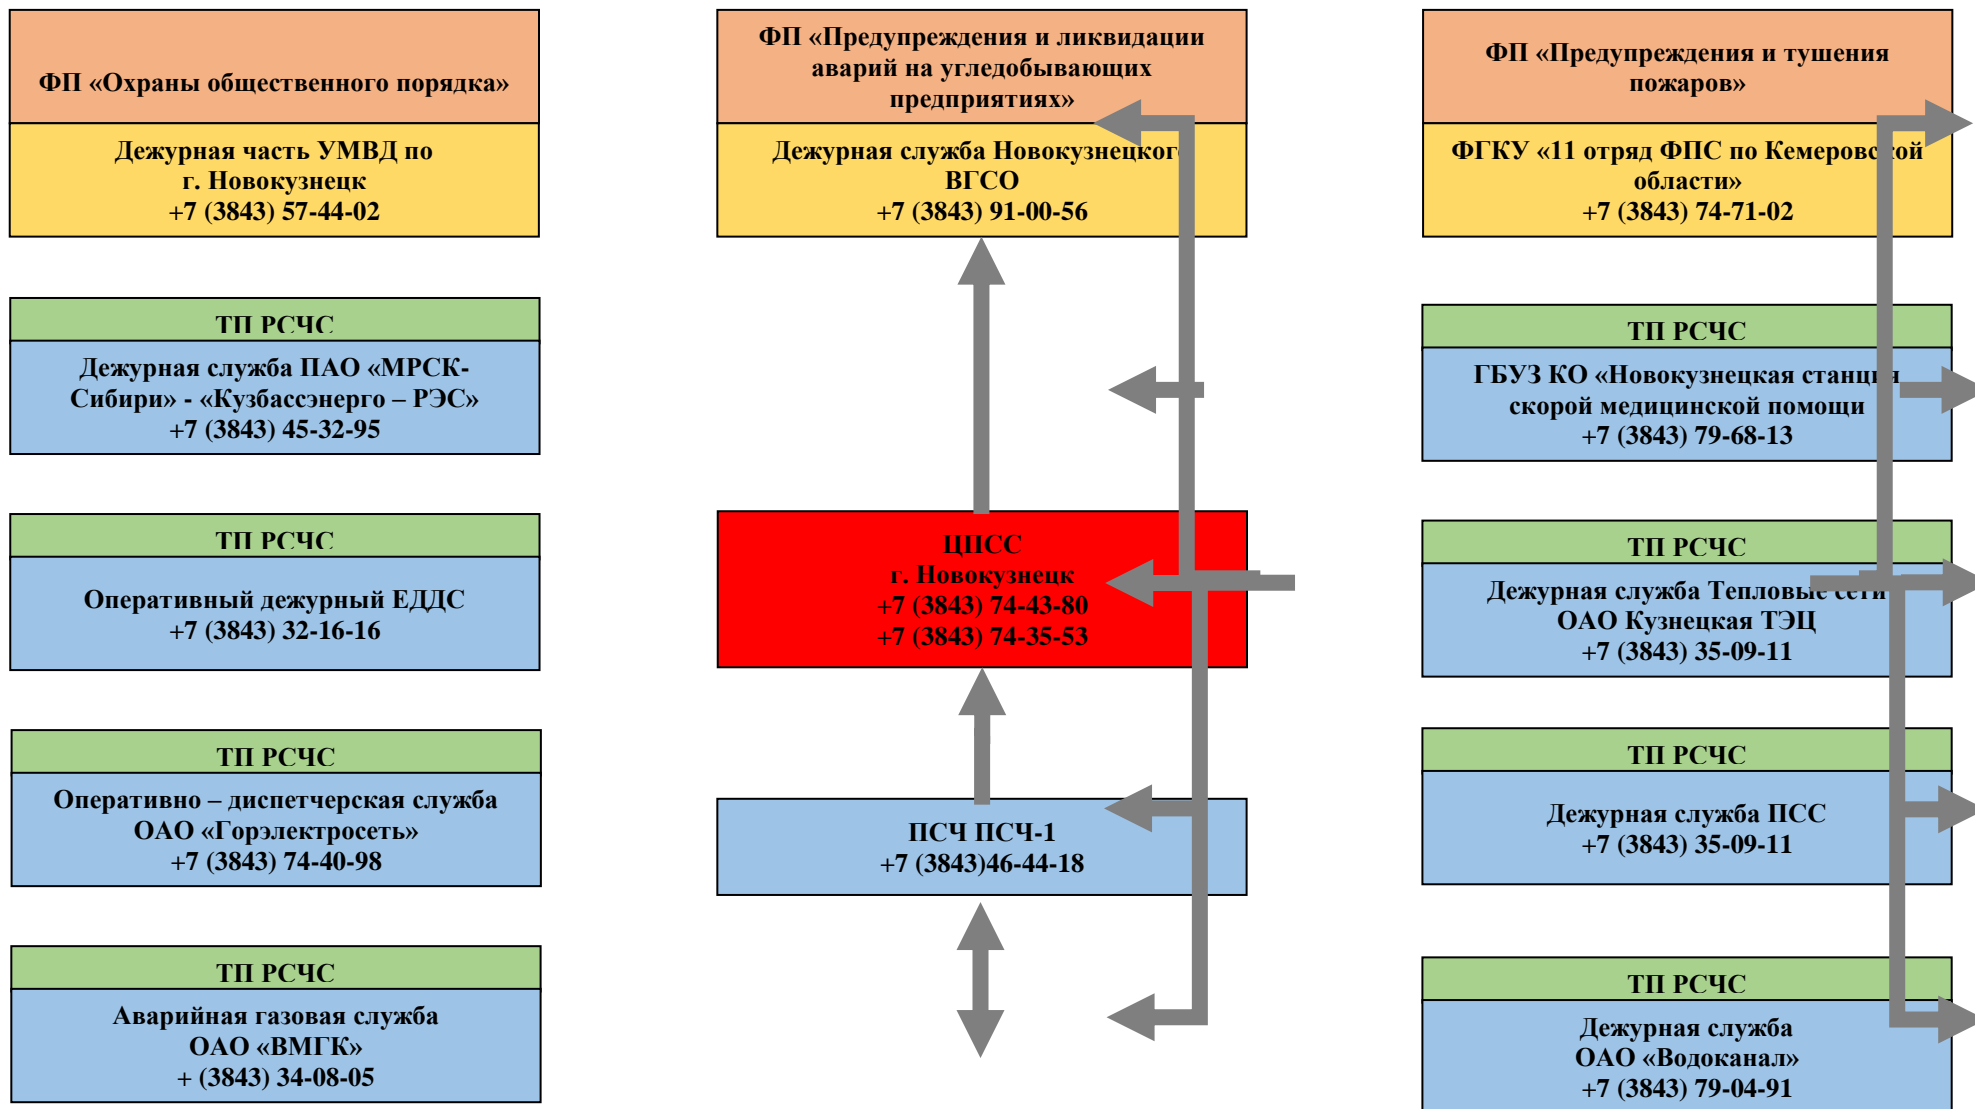 ФП «Охраны общественного порядка»
Дежурная часть УМВД по
г. Новокузнецк
+7 (3843) 57-44-02
ФП «Предупреждения и ликвидации
аварий на угледобывающих
предприятиях»
Дежурная служба Новокузнецкого
ВГСО
+7 (3843) 91-00-56
ФП «Предупреждения и тушения
пожаров»
ФГКУ «11 отряд ФПС по Кемеровской
области»
+7 (3843) 74-71-02
ТП РСЧС
Дежурная служба ПАО «МРСК-
Сибири» - «Кузбассэнерго – РЭС»
+7 (3843) 45-32-95
ТП РСЧС
ГБУЗ КО «Новокузнецкая станция
скорой медицинской помощи
+7 (3843) 79-68-13
ТП РСЧС
Оперативный дежурный ЕДДС
+7 (3843) 32-16-16
ЦПСС
г. Новокузнецк
+7 (3843) 74-43-80
+7 (3843) 74-35-53
ТП РСЧС
Дежурная служба Тепловые сети
ОАО Кузнецкая ТЭЦ
+7 (3843) 35-09-11
ТП РСЧС
Оперативно – диспетчерская служба
ОАО «Горэлектросеть»
+7 (3843) 74-40-98
ПСЧ ПСЧ-1
+7 (3843)46-44-18
ТП РСЧС
Дежурная служба ПСС
+7 (3843) 35-09-11
ТП РСЧС
Аварийная газовая служба
ОАО «ВМГК»
+ (3843) 34-08-05
ТП РСЧС
Дежурная служба
ОАО «Водоканал»
+7 (3843) 79-04-91